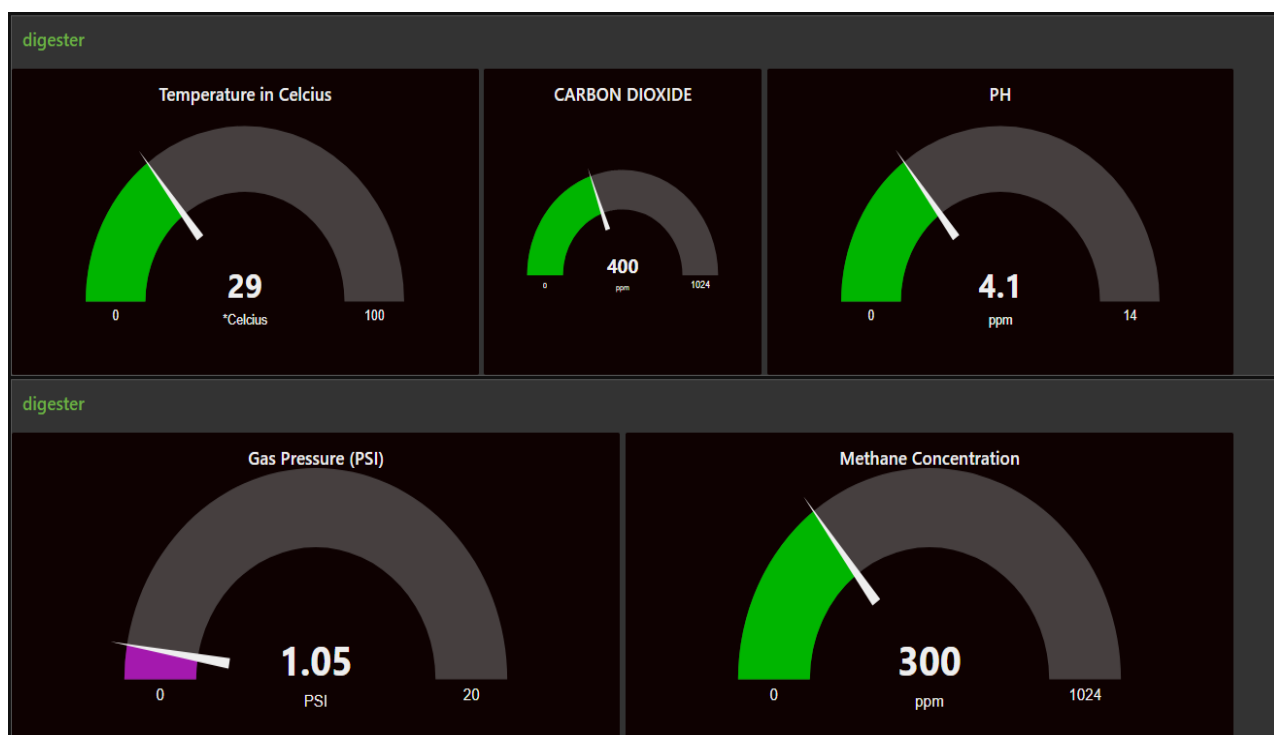 digester
Temperature in Celcius
29
*Celcius
0
100
CARBON DIOXIDE
400
ppm
0
1024
PH
4.1
ppm
0
14
digester
Gas Pressure (PSI)
1.05
PSI
0
20
Methane Concentration
300
ppm
0
1024